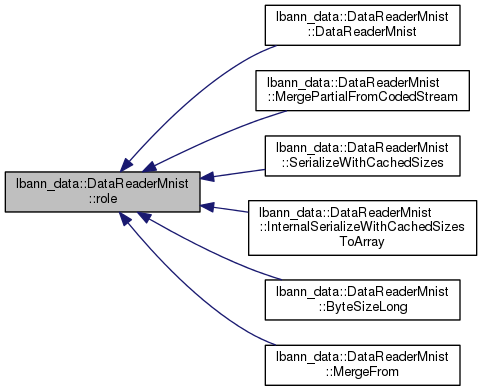 lbann_data::DataReaderMnist
::DataReaderMnist
lbann_data::DataReaderMnist
::MergePartialFromCodedStream
lbann_data::DataReaderMnist
::SerializeWithCachedSizes
lbann_data::DataReaderMnist
::role
lbann_data::DataReaderMnist
::InternalSerializeWithCachedSizes
ToArray
lbann_data::DataReaderMnist
::ByteSizeLong
lbann_data::DataReaderMnist
::MergeFrom